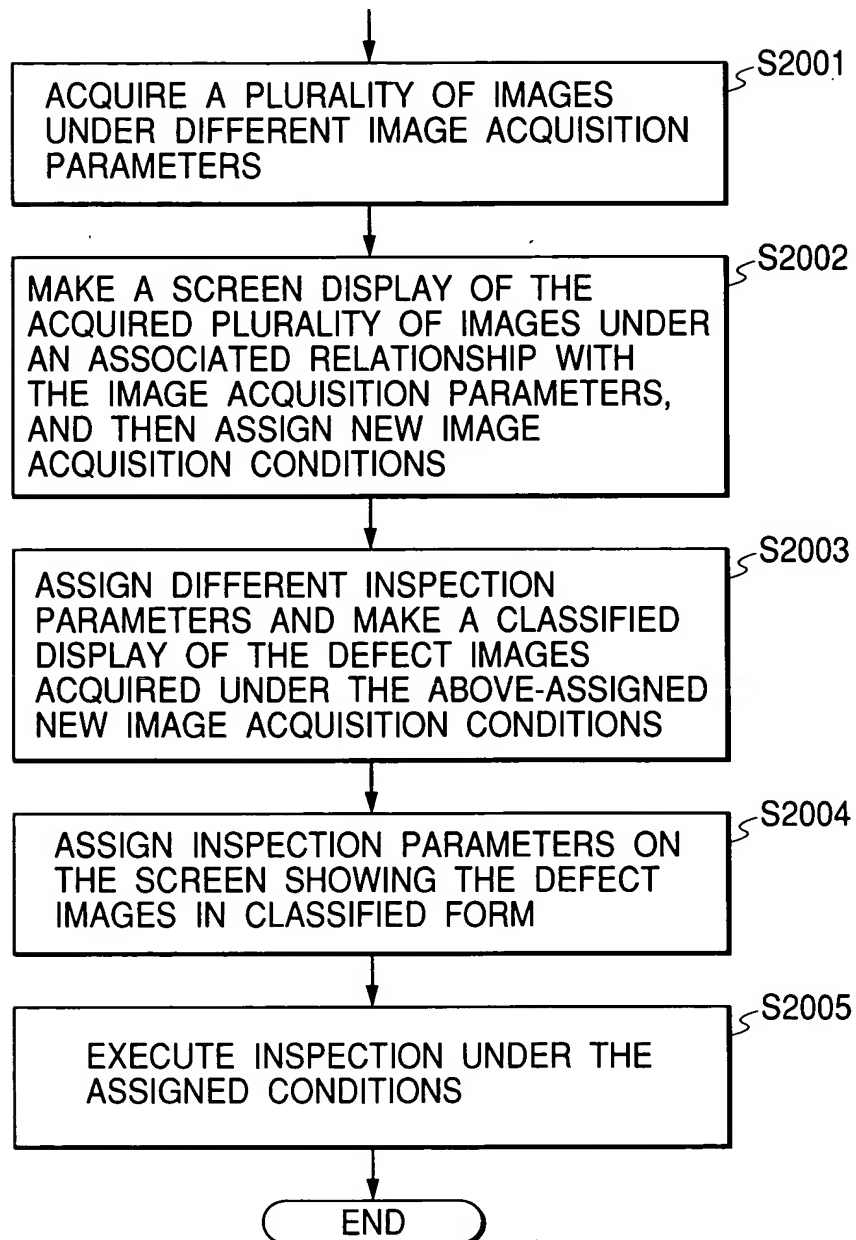 S2001
ACQUIRE A PLURALITY OF IMAGES
UNDER DIFFERENT IMAGE ACQUISITION
PARAMETERS
S2002
MAKE A SCREEN DISPLAY OF THE
ACQUIRED PLURALITY OF IMAGES UNDER
AN ASSOCIATED RELATIONSHIP WITH
THE IMAGE ACQUISITION PARAMETERS,
AND THEN ASSIGN NEW IMAGE
ACQUISITION CONDITIONS
S2003
ASSIGN DIFFERENT INSPECTION
PARAMETERS AND MAKE A CLASSIFIED
DISPLAY OF THE DEFECT IMAGES
ACQUIRED UNDER THE ABOVE-ASSIGNED
NEW IMAGE ACQUISITION CONDITIONS
S2004
ASSIGN INSPECTION PARAMETERS ON
THE SCREEN SHOWING THE DEFECT
IMAGES IN CLASSIFIED FORM
S2005
EXECUTE INSPECTION UNDER THE
ASSIGNED CONDITIONS
END